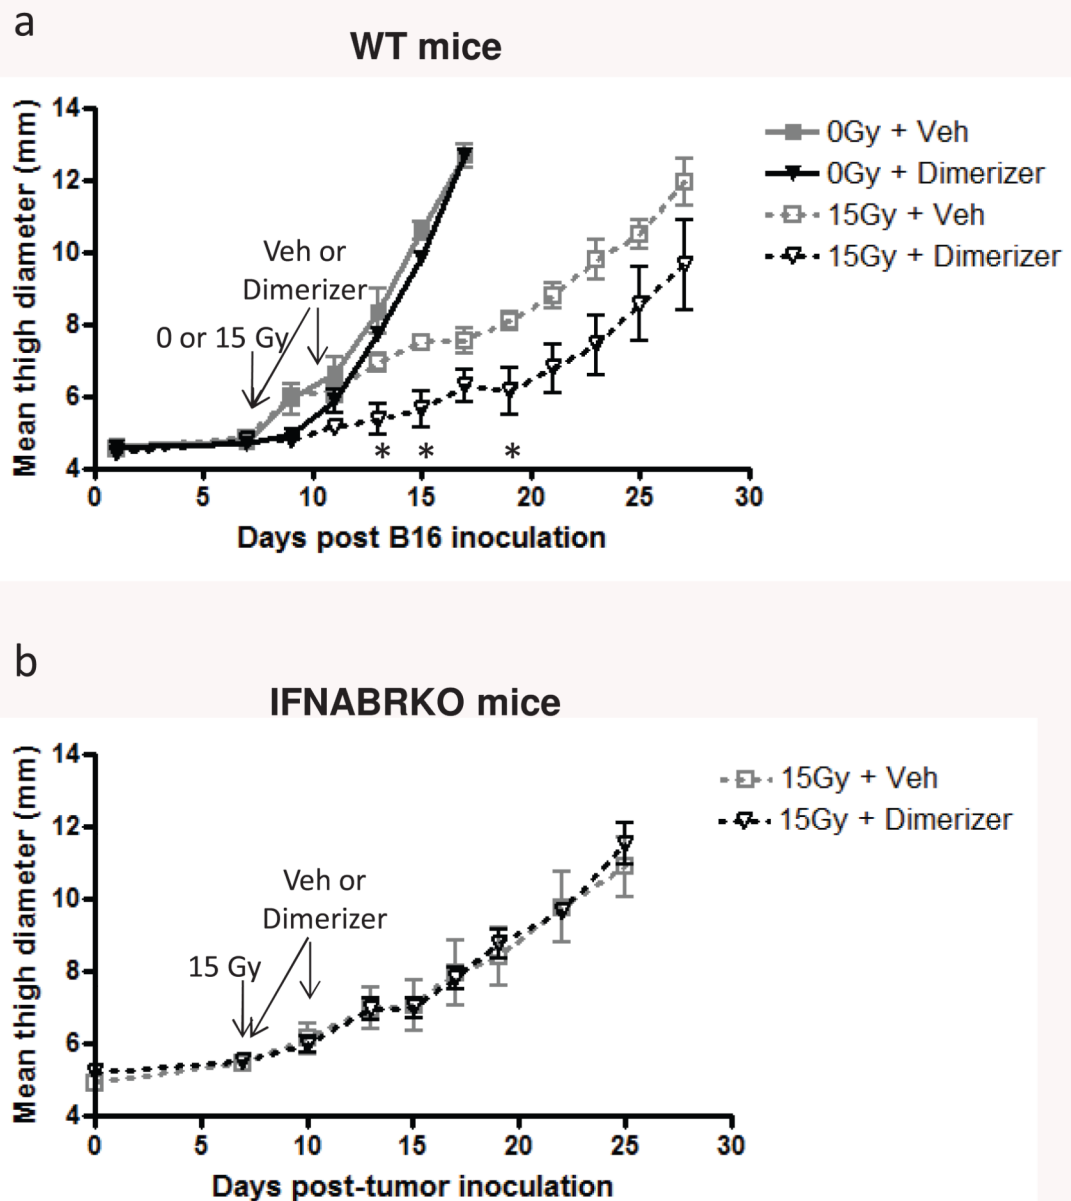 a
WT mice
Mean thigh diameter (mm)
14
12
10
8
6
4
0Gy + Veh
0Gy + Dimerizer
15Gy + Veh
15Gy + Dimerizer
Veh or
Dimerizer
0 or 15 Gy
* * *
0 5 10 15 20 25 30
Days post B16 inoculation
b
IFNABRKO mice
Mean thigh diameter (mm)
14
12
10
8
6
4
15Gy + Veh
15Gy + Dimerizer
Veh or
Dimerizer
15 Gy
0 5 10 15 20 25 30
Days post-tumor inoculation